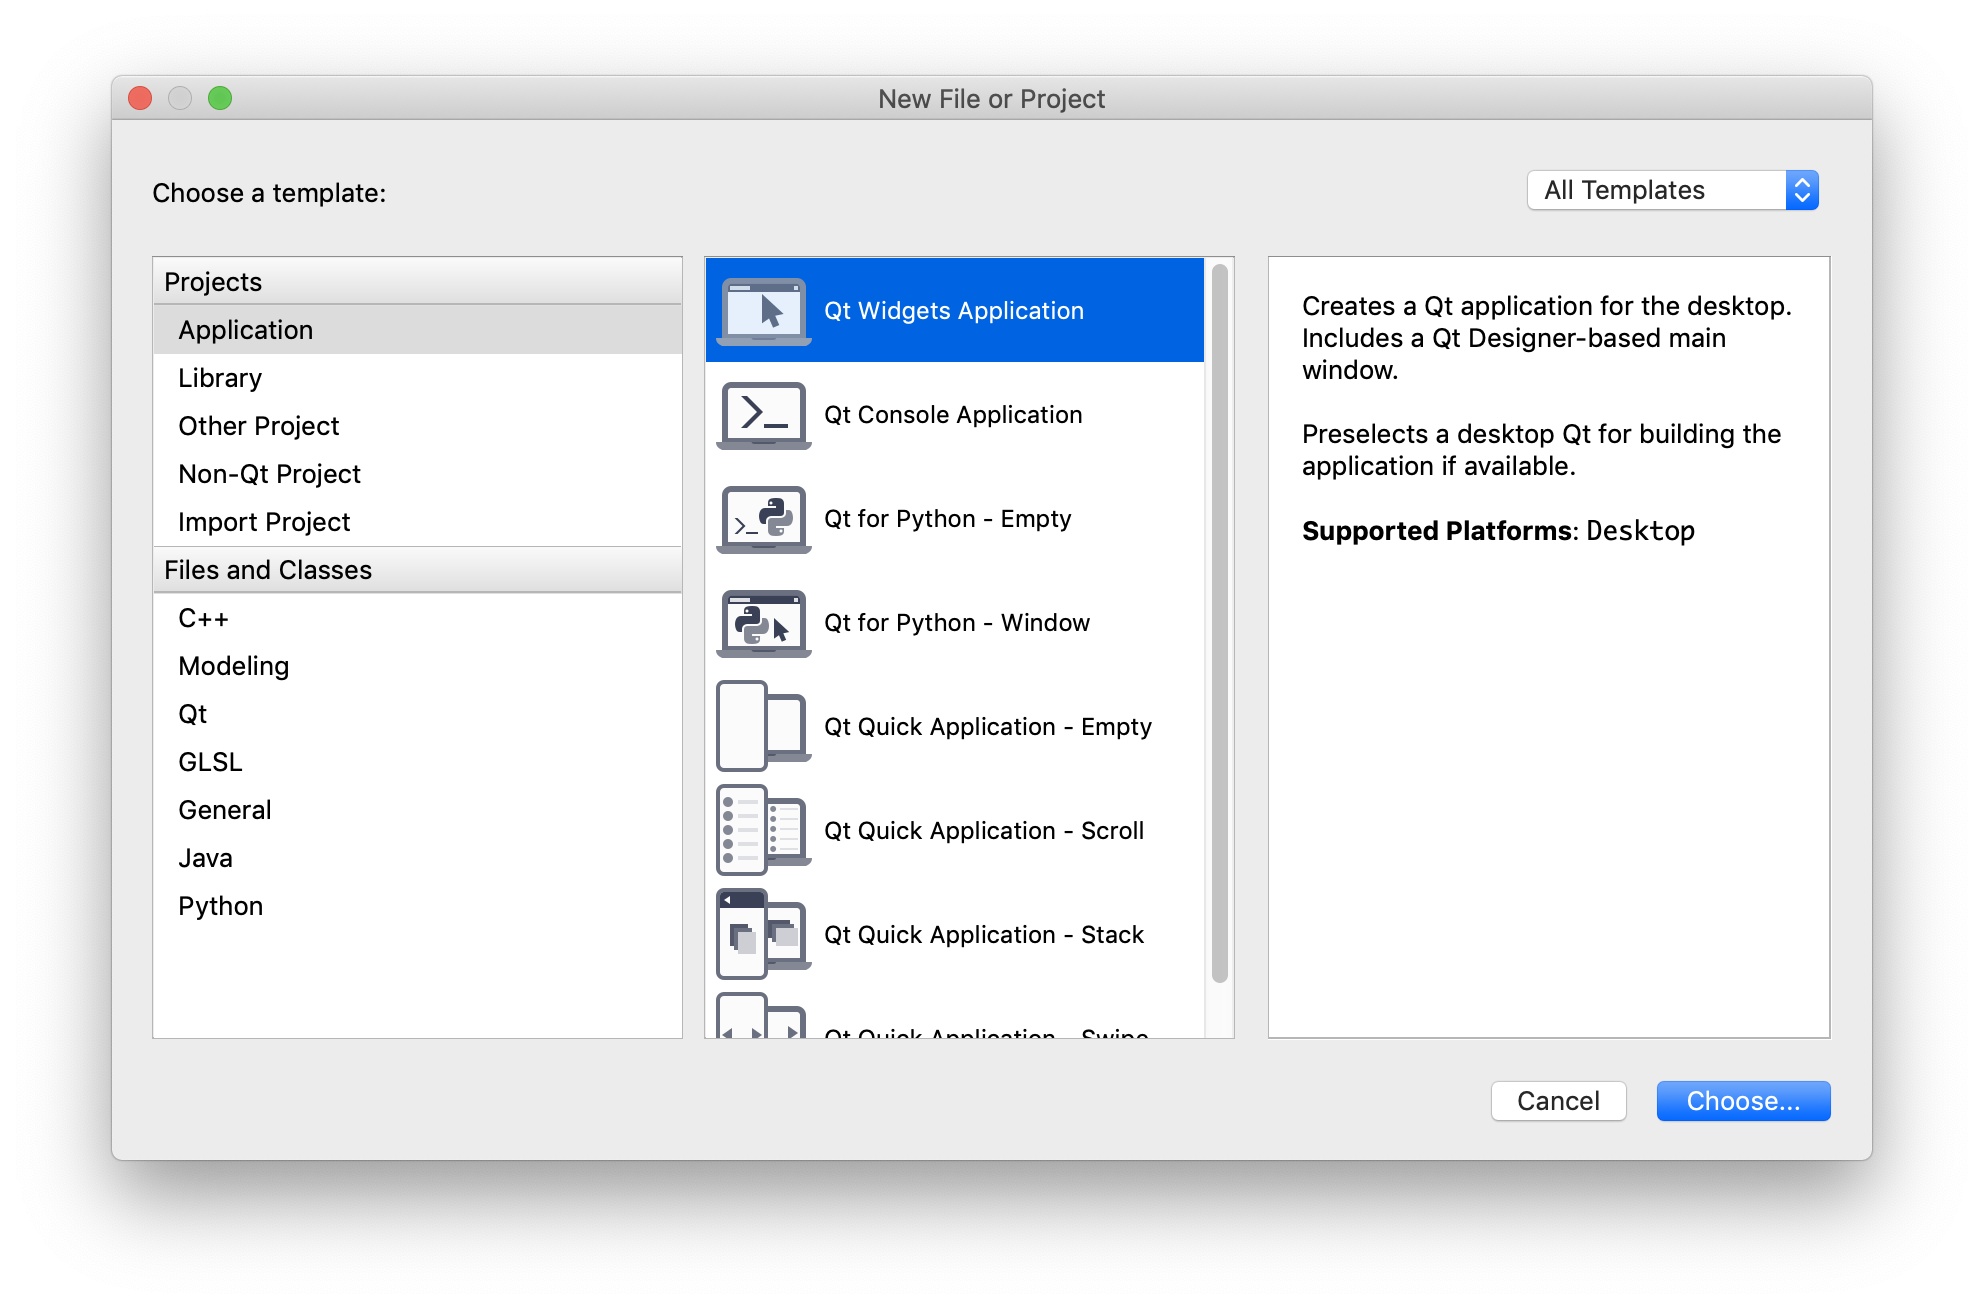 New File or Project
Choose a template:
All Templates
Projects
Application
Library
Other Project
Non-Qt Project
Import Project
Files and Classes
C++
Modeling
Qt
GLSL
General
Java
Python
Qt Widgets Application
Qt Console Application
Qt for Python - Empty
Qt for Python - Window
Qt Quick Application - Empty
Qt Quick Application - Scroll
Qt Quick Application - Stack
Qt Quick Application - Swipe
Creates a Qt application for the desktop.
Includes a Qt Designer-based main
window.
Preselects a desktop Qt for building the
application if available.
Supported Platforms: Desktop
Cancel
Choose...